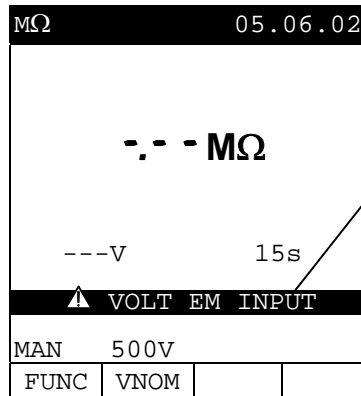 MΩ 05.06.02
-.- - MΩ
---V 15s
⚠ VOLT EM INPUT
MAN 500V
FUNC VNOM